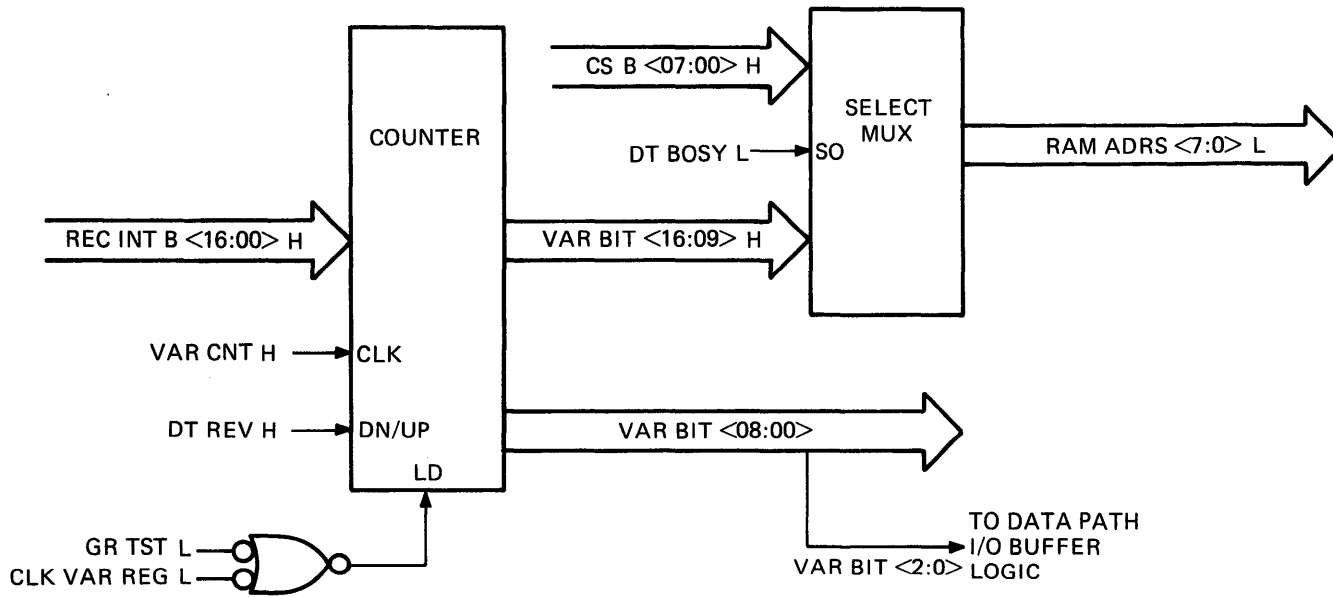 CS B <07:00> H
SELECT
MUX
COUNTER
RAM ADRS <7:0> L
DT BOSY L
SO
REC INT B <16:00> H
VAR BIT <16:09> H
VAR CNT H
CLK
DT REV H
DN/UP
VAR BIT <08:00>
LD
GR TST L
CLK VAR REG L
TO DATA PATH
I/O BUFFER
VAR BIT <2:0> LOGIC